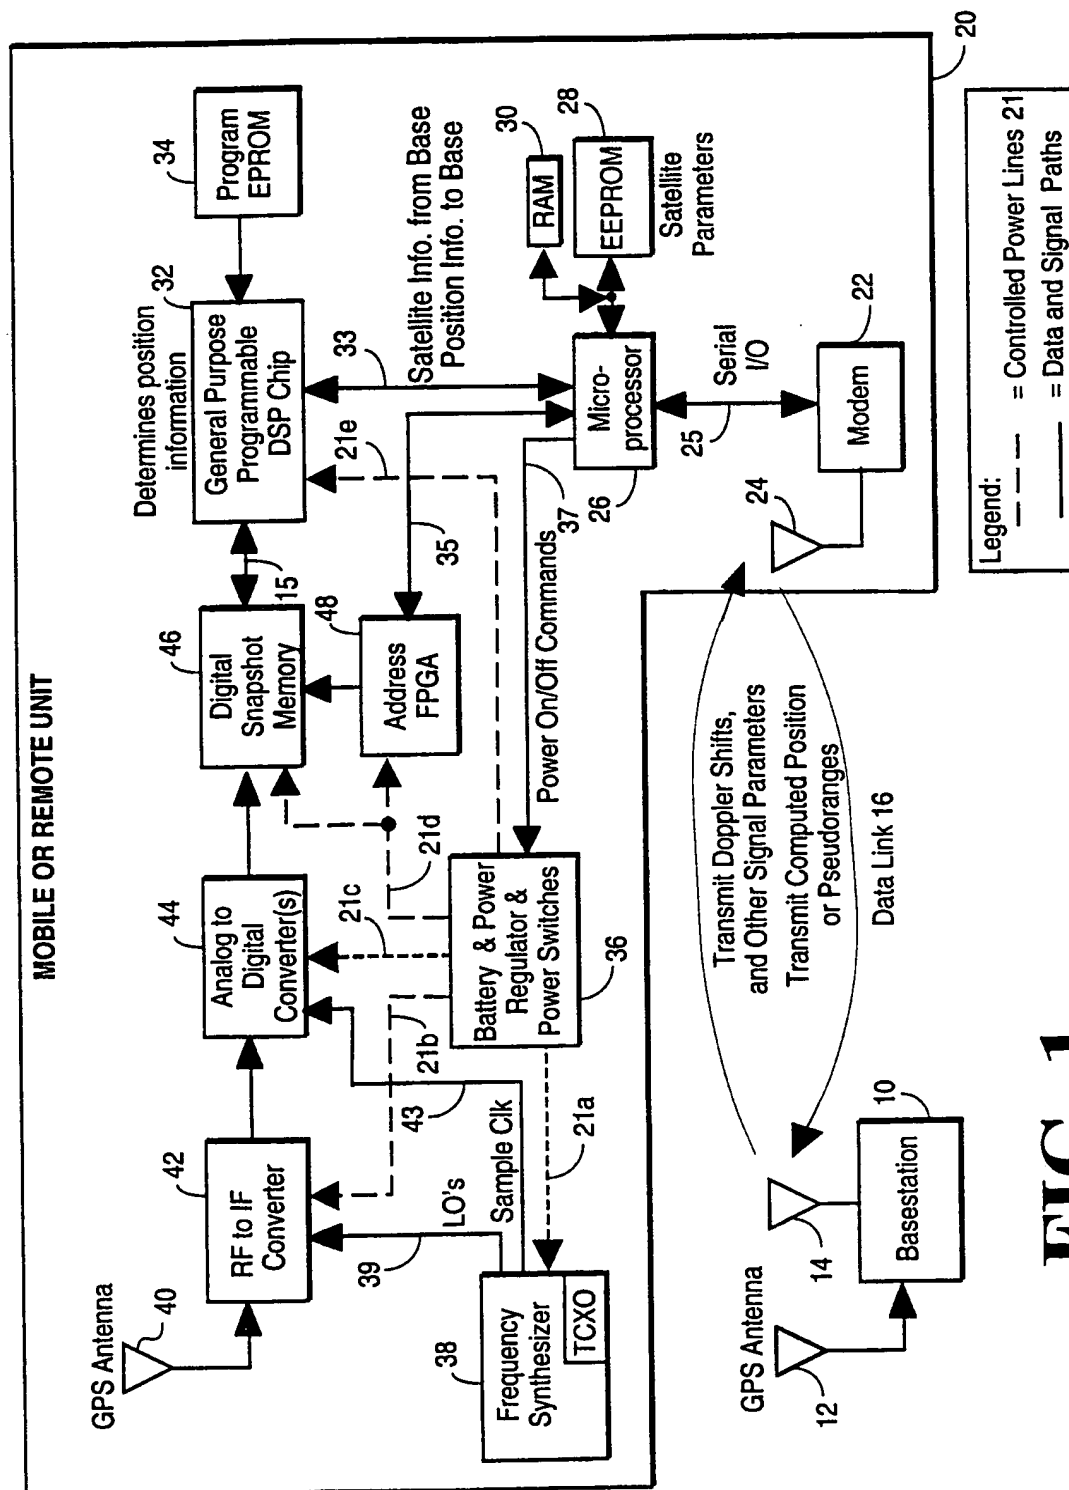 MOBILE OR REMOTE UNIT
GPS Antenna
40
42
RF to IF
Converter
44
Analog to
Digital
Converter(s)
46
Digital
Snapshot
Memory
15
Determines position
information
32
General Purpose
Programmable
DSP Chip
34
Program
EPROM
38
Frequency
Synthesizer
TCXO
39
LO's
Sample Clk
43
21a
21b
21c
21d
21e
Battery & Power
Regulator &
Power Switches
36
48
Address
FPGA
35
33
Satellite Info. from Base
Position Info. to Base
Power On/Off Commands
37
Micro-
processor
26
30
RAM
28
EEPROM
Satellite
Parameters
25
Serial
I/O
22
Modem
24
20
Transmit Doppler Shifts,
and Other Signal Parameters
Transmit Computed Position
or Pseudoranges
Data Link 16
GPS Antenna
12
14
10
Basestation
Legend:
= Controlled Power Lines 21
= Data and Signal Paths
FIG. 1